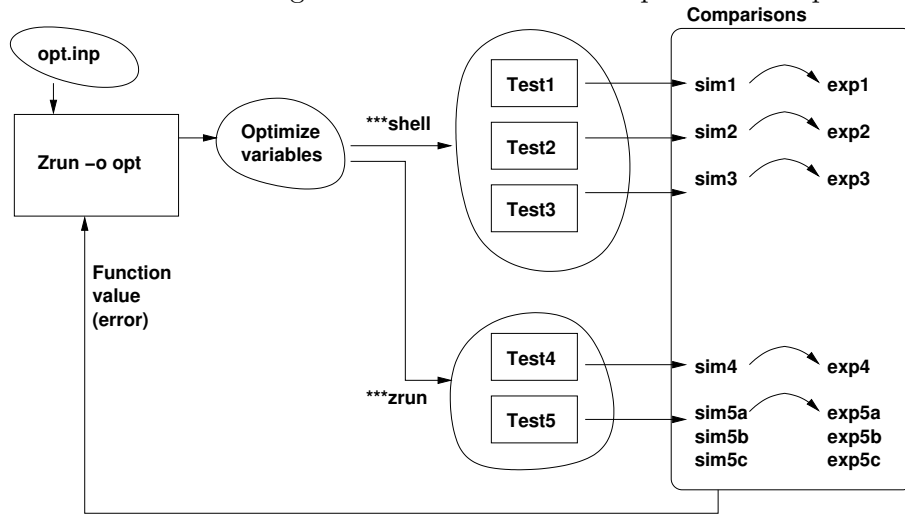 Comparisons
opt.inp
Zrun −o opt
Optimize
variables
***shell
***zrun
Test1
Test2
Test3
Test4
Test5
sim1
exp1
sim2
exp2
sim3
exp3
sim4
exp4
sim5a
exp5a
sim5b
exp5b
sim5c
exp5c
Function
value
(error)